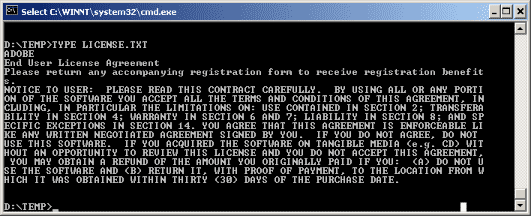 Select C:\WINNT\system32\cmd.exe
D:\TEMP>TYPE LICENSE.TXT
ADOBE
End User License Agreement
Please return any accompanying registration form to receive registration benefit
s.
NOTICE TO USER:  PLEASE READ THIS CONTRACT CAREFULLY.  BY USING ALL OR ANY PORTI
ON OF THE SOFTWARE YOU ACCEPT ALL THE TERMS AND CONDITIONS OF THIS AGREEMENT, IN
CLUDING, IN PARTICULAR THE LIMITATIONS ON: USE CONTAINED IN SECTION 2; TRANSFERA
BILITY IN SECTION 4; WARRANTY IN SECTION 6 AND 7; LIABILITY IN SECTION 8; AND SP
ECIFIC EXCEPTIONS IN SECTION 14. YOU AGREE THAT THIS AGREEMENT IS ENFORCEABLE LI
KE ANY WRITTEN NEGOTIATED AGREEMENT SIGNED BY YOU.  IF YOU DO NOT AGREE, DO NOT
USE THIS SOFTWARE.  IF YOU ACQUIRED THE SOFTWARE ON TANGIBLE MEDIA (e.g. CD) WIT
HOUT AN OPPORTUNITY TO REVIEW THIS LICENSE AND YOU DO NOT ACCEPT THIS AGREEMENT,
 YOU MAY OBTAIN A REFUND OF THE AMOUNT YOU ORIGINALLY PAID IF YOU:  (A) DO NOT U
SE THE SOFTWARE AND (B) RETURN IT, WITH PROOF OF PAYMENT, TO THE LOCATION FROM W
HICH IT WAS OBTAINED WITHIN THIRTY (30) DAYS OF THE PURCHASE DATE.
D:\TEMP>_